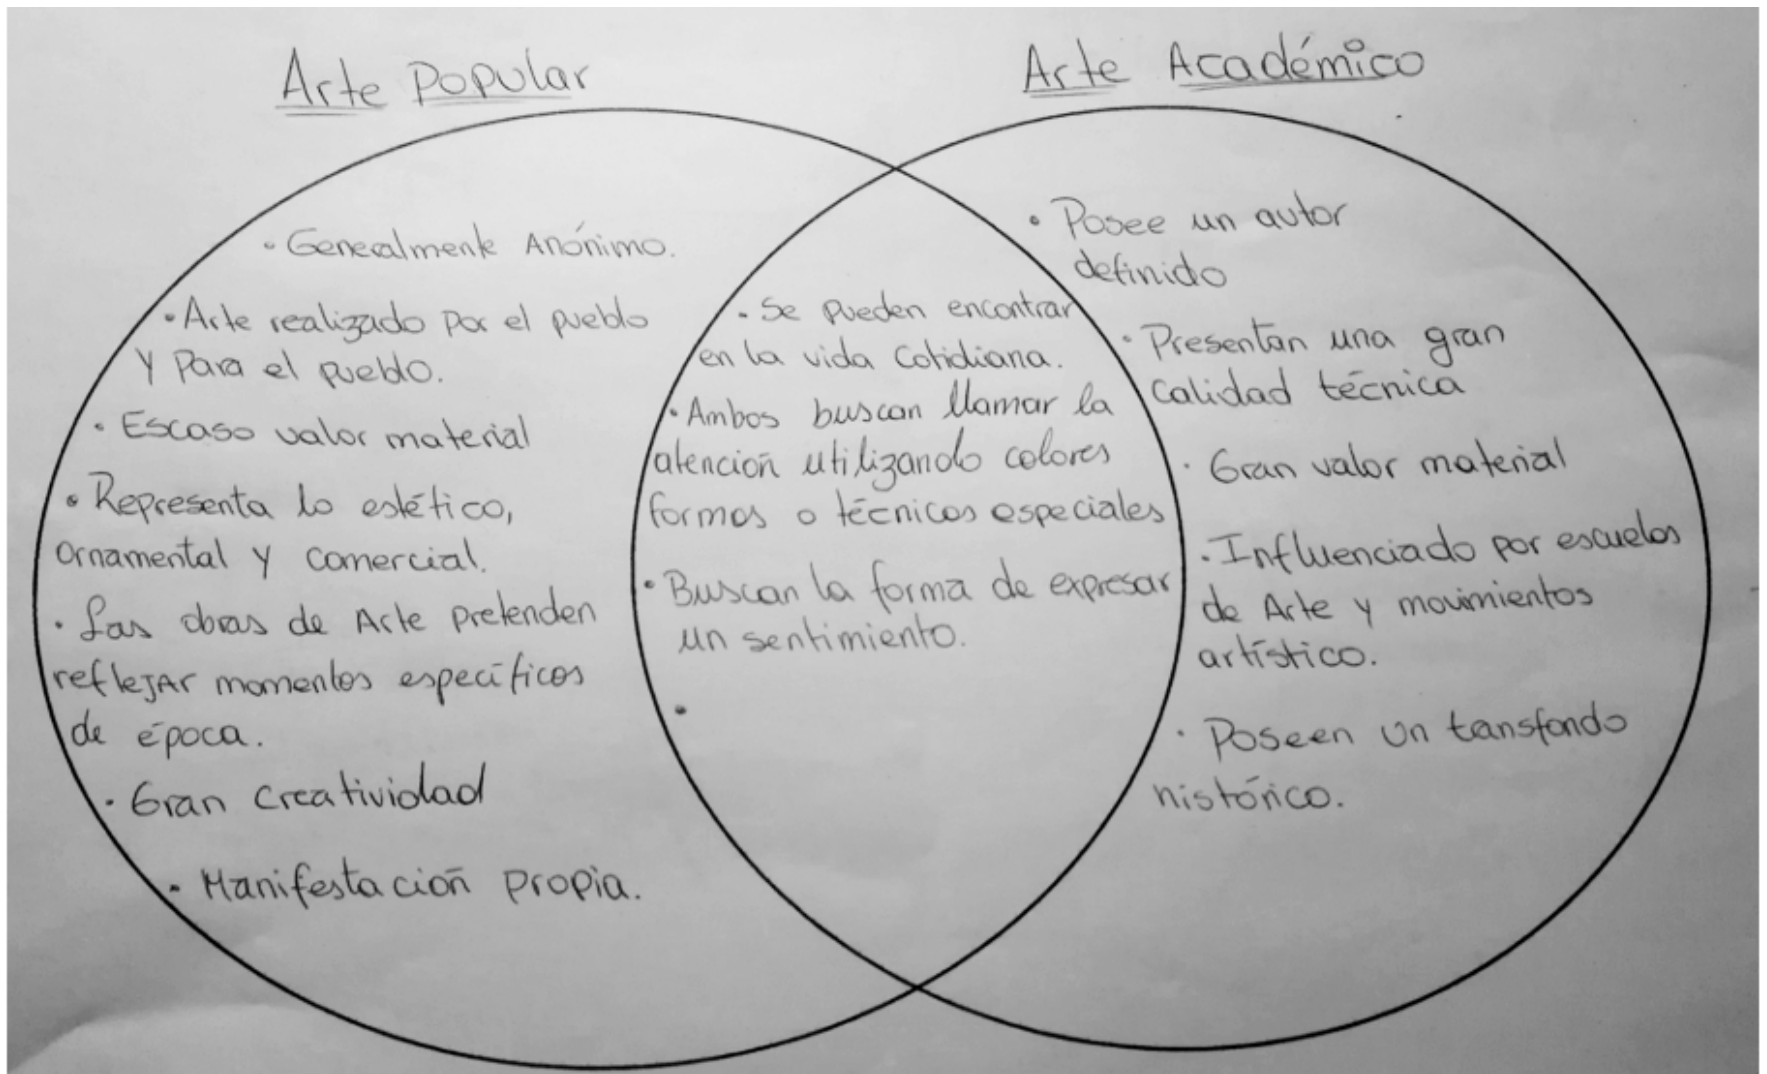 Arte Popular
Arte Académico
• Generalmente Anónimo.
• Arte realizado por el pueblo
y Para el pueblo.
• Escaso valor material
• Representa lo estético,
Ornamental y comercial.
• Las obras de Arte pretenden
reflejar momentos específicos
de época.
• Gran Creatividad
• Manifestación Propia.
• Se pueden encontrar
en la vida Cotidiana.
• Ambos buscan llamar la
atención utilizando colores
formas o técnicas especiales
• Buscan la forma de expresar
un sentimiento.
•
• Posee un autor
definido
• Presentan una gran
Calidad técnica
• Gran valor material
• Influenciado por escuelas
de Arte y movimientos
artístico.
• Poseen un tansfondo
histórico.